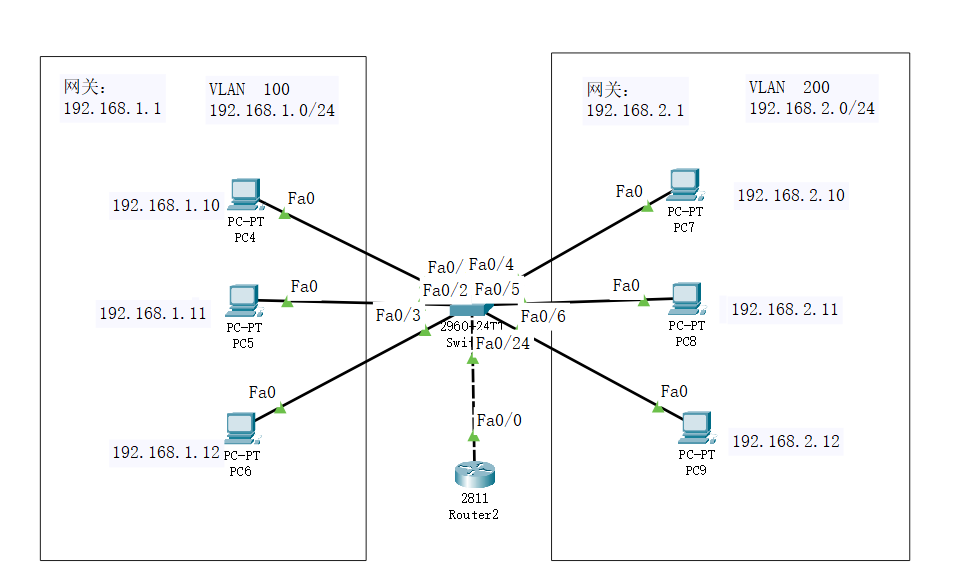 网关:
192.168.1.1
VLAN 100
192.168.1.0/24
网关:
192.168.2.1
VLAN 200
192.168.2.0/24
192.168.1.10
Fa0
PC-PT
PC4
Fa0
PC-PT
PC7
192.168.2.10
Fa0/
Fa0/4
192.168.1.11
Fa0
PC-PT
PC5
Fa0/2
Fa0/5
Fa0/3
Fa0/6
Fa0
PC-PT
PC8
192.168.2.11
Fa0/24
192.168.1.12
Fa0
PC-PT
PC6
Fa0/0
2811
Router2
Fa0
PC-PT
PC9
192.168.2.12